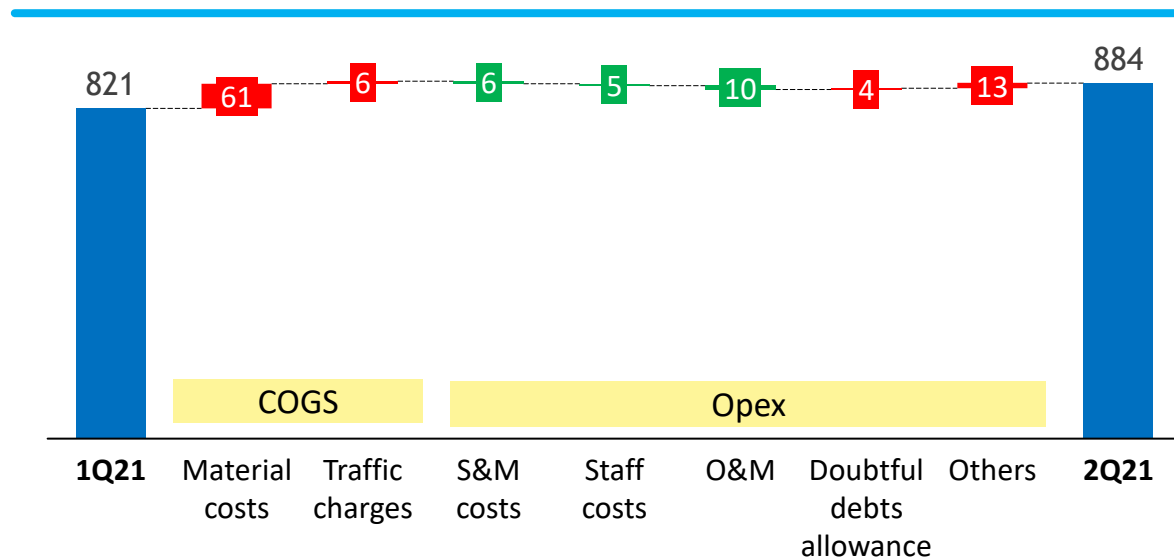 821
61
6
6
5
10
4
13
884
COGS
Opex
1Q21
Material
costs
Traffic
charges
S&M
costs
Staff
costs
O&M
Doubtful
debts
allowance
Others
2Q21